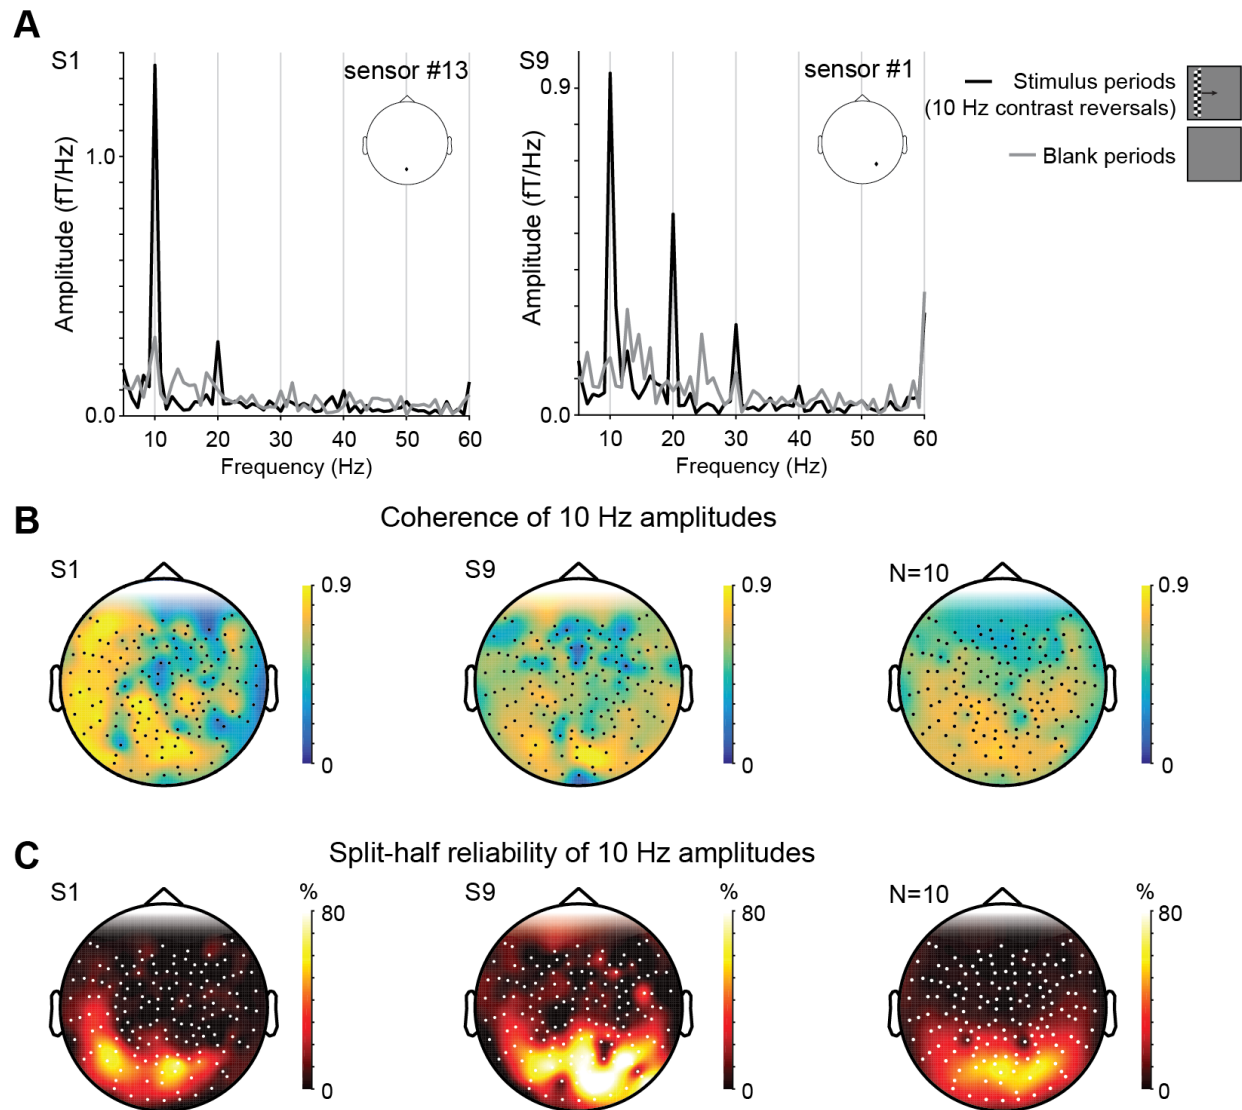 A
S1
sensor #13
Amplitude (fT/Hz)
1.0
0.0
10 20 30 40 50 60
Frequency (Hz)
S9
sensor #1
Amplitude (fT/Hz)
0.9
0.0
10 20 30 40 50 60
Frequency (Hz)
Stimulus periods
(10 Hz contrast reversals)
Blank periods
B
Coherence of 10 Hz amplitudes
S1
0.9
0
S9
0.9
0
N=10
0.9
0
C
Split-half reliability of 10 Hz amplitudes
S1
%
80
0
S9
%
80
0
N=10
%
80
0